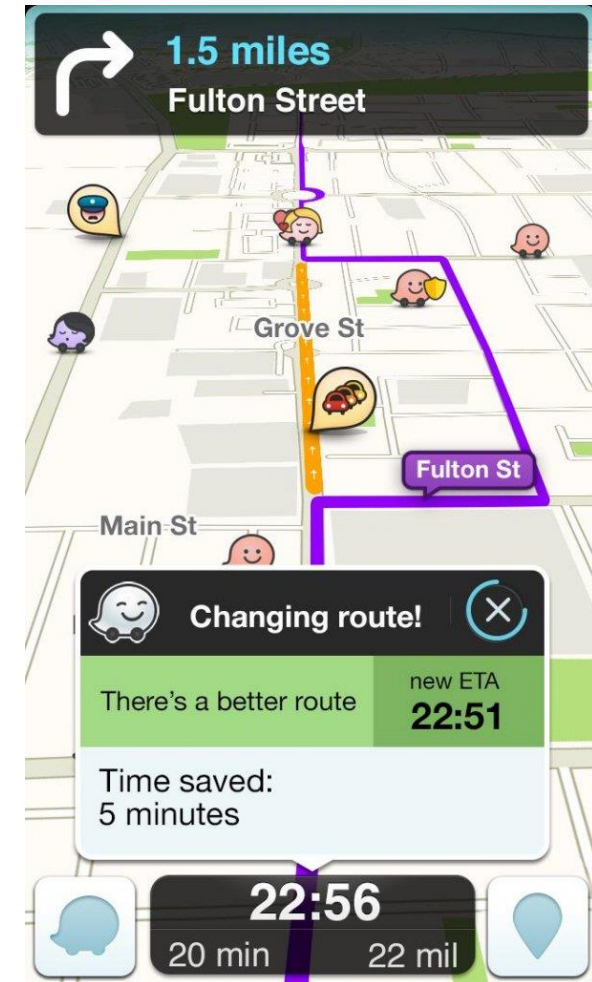 1.5 miles
Fulton Street
Grove St
Fulton St
Main St
Changing route!
There's a better route
new ETA
22:51
Time saved:
5 minutes
22:56
20 min
22 mil